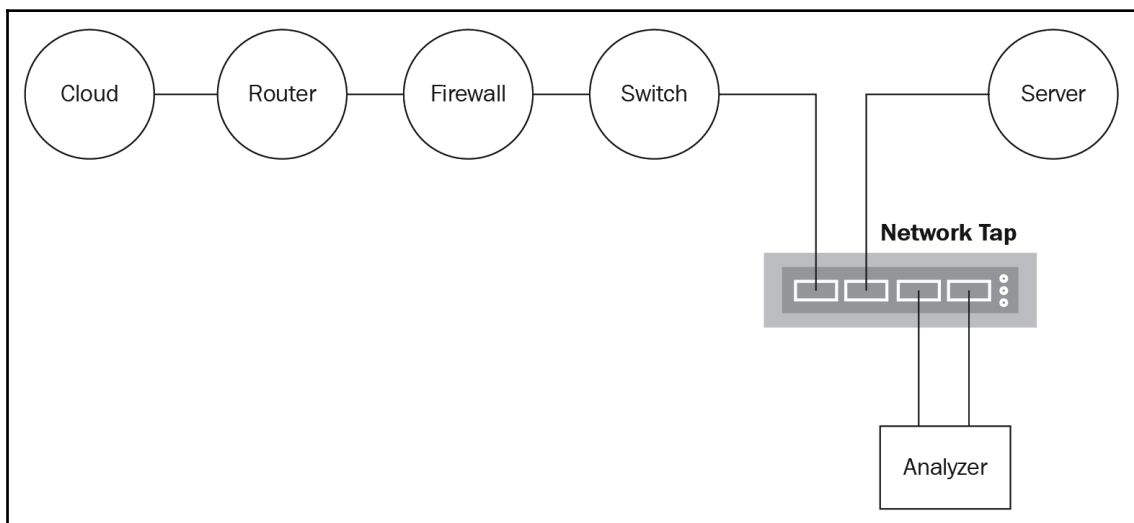 Cloud
Router
Firewall
Switch
Server
Network Tap
Analyzer